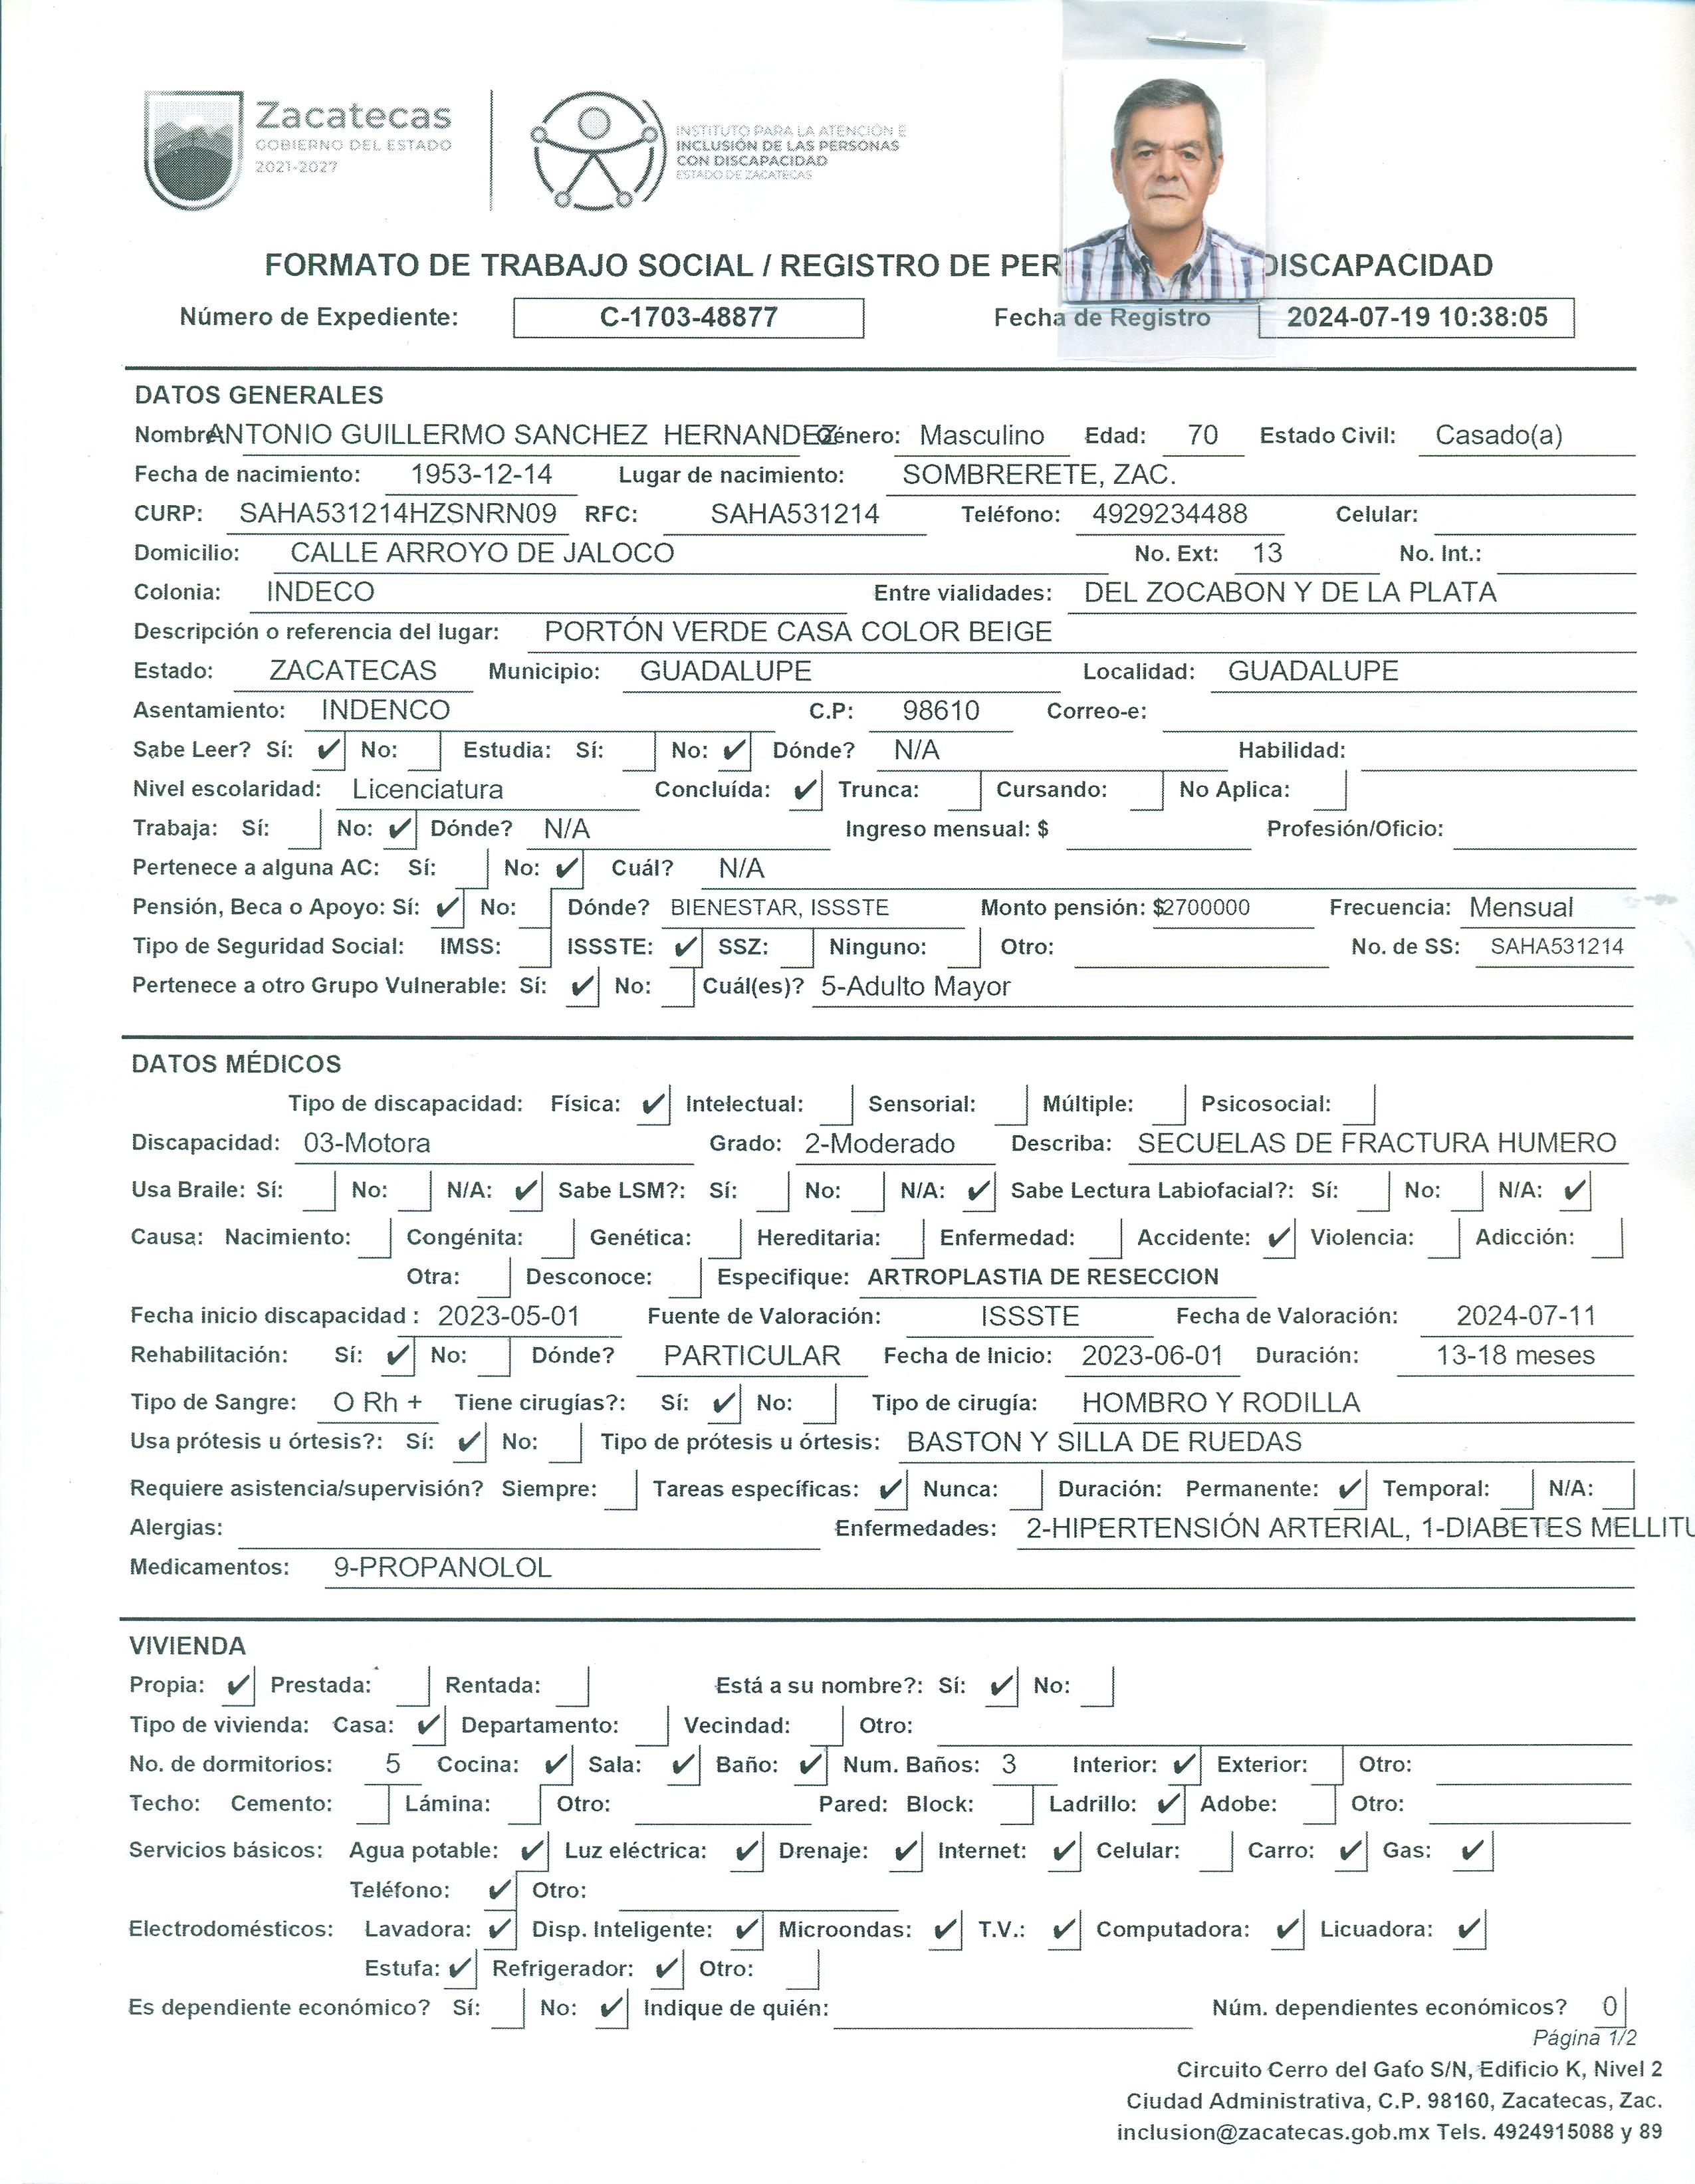 Zacatecas
GOBIERNO DEL ESTADO
2021-2027
INSTITUTO PARA LA ATENCIÓN E
INCLUSIÓN DE LAS PERSONAS
CON DISCAPACIDAD
ESTADO DE ZACATECAS
FORMATO DE TRABAJO SOCIAL / REGISTRO DE PER DISCAPACIDAD
Número de Expediente: C-1703-48877 Fecha de Registro 2024-07-19 10:38:05
DATOS GENERALES
Nombre ANTONIO GUILLERMO SANCHEZ HERNANDEZ Género: Masculino Edad: 70 Estado Civil: Casado(a)
Fecha de nacimiento: 1953-12-14 Lugar de nacimiento: SOMBRERETE, ZAC.
CURP: SAHA531214HZSNRN09 RFC: SAHA531214 Teléfono: 4929234488 Celular:
Domicilio: CALLE ARROYO DE JALOCO No. Ext: 13 No. Int.:
Colonia: INDECO Entre vialidades: DEL ZOCABON Y DE LA PLATA
Descripción o referencia del lugar: PORTÓN VERDE CASA COLOR BEIGE
Estado: ZACATECAS Municipio: GUADALUPE Localidad: GUADALUPE
Asentamiento: INDENCO C.P: 98610 Correo-e:
Sabe Leer? Sí: ✔ No: Estudia: Sí: No: ✔ Dónde? N/A Habilidad:
Nivel escolaridad: Licenciatura Concluída: ✔ Trunca: Cursando: No Aplica:
Trabaja: Sí: No: ✔ Dónde? N/A Ingreso mensual: $ Profesión/Oficio:
Pertenece a alguna AC: Sí: No: ✔ Cuál? N/A
Pensión, Beca o Apoyo: Sí: ✔ No: Dónde? BIENESTAR, ISSSTE Monto pensión: $2700000 Frecuencia: Mensual
Tipo de Seguridad Social: IMSS: ISSSTE: ✔ SSZ: Ninguno: Otro: No. de SS: SAHA531214
Pertenece a otro Grupo Vulnerable: Sí: ✔ No: Cuál(es)? 5-Adulto Mayor
DATOS MÉDICOS
Tipo de discapacidad: Física: ✔ Intelectual: Sensorial: Múltiple: Psicosocial:
Discapacidad: 03-Motora Grado: 2-Moderado Describa: SECUELAS DE FRACTURA HUMERO
Usa Braile: Sí: No: N/A: ✔ Sabe LSM?: Sí: No: N/A: ✔ Sabe Lectura Labiofacial?: Sí: No: N/A: ✔
Causa: Nacimiento: Congénita: Genética: Hereditaria: Enfermedad: Accidente: ✔ Violencia: Adicción:
Otra: Desconoce: Especifique: ARTROPLASTIA DE RESECCION
Fecha inicio discapacidad : 2023-05-01 Fuente de Valoración: ISSSTE Fecha de Valoración: 2024-07-11
Rehabilitación: Sí: ✔ No: Dónde? PARTICULAR Fecha de Inicio: 2023-06-01 Duración: 13-18 meses
Tipo de Sangre: O Rh + Tiene cirugías?: Sí: ✔ No: Tipo de cirugía: HOMBRO Y RODILLA
Usa prótesis u órtesis?: Sí: ✔ No: Tipo de prótesis u órtesis: BASTON Y SILLA DE RUEDAS
Requiere asistencia/supervisión? Siempre: Tareas específicas: ✔ Nunca: Duración: Permanente: ✔ Temporal: N/A:
Alergias: Enfermedades: 2-HIPERTENSIÓN ARTERIAL, 1-DIABETES MELLITU
Medicamentos: 9-PROPANOLOL
VIVIENDA
Propia: ✔ Prestada: Rentada: Está a su nombre?: Sí: ✔ No:
Tipo de vivienda: Casa: ✔ Departamento: Vecindad: Otro:
No. de dormitorios: 5 Cocina: ✔ Sala: ✔ Baño: ✔ Num. Baños: 3 Interior: ✔ Exterior: Otro:
Techo: Cemento: Lámina: Otro: Pared: Block: Ladrillo: ✔ Adobe: Otro:
Servicios básicos: Agua potable: ✔ Luz eléctrica: ✔ Drenaje: ✔ Internet: ✔ Celular: Carro: ✔ Gas: ✔
Teléfono: ✔ Otro:
Electrodomésticos: Lavadora: ✔ Disp. Inteligente: ✔ Microondas: ✔ T.V.: ✔ Computadora: ✔ Licuadora: ✔
Estufa: ✔ Refrigerador: ✔ Otro:
Es dependiente económico? Sí: No: ✔ Indique de quién: Núm. dependientes económicos? 0
Página 1/2
Circuito Cerro del Gato S/N, Edificio K, Nivel 2
Ciudad Administrativa, C.P. 98160, Zacatecas, Zac.
inclusion@zacatecas.gob.mx Tels. 4924915088 y 89